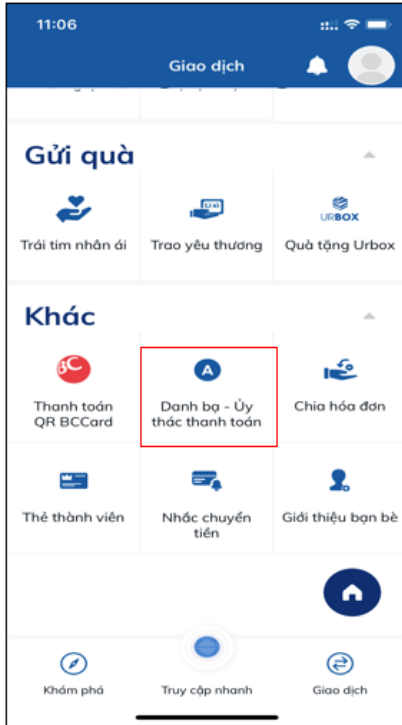 11:06
Giao dịch
Gửi quà
LÌ XÌ
URBOX
Trái tim nhân ái
Trao yêu thương
Quà tặng Urbox
Khác
BC
A
Thanh toán
QR BCCard
Danh bạ - Ủy
thác thanh toán
Chia hóa đơn
Thẻ thành viên
Nhắc chuyển
tiền
Giới thiệu bạn bè
Khám phá
Truy cập nhanh
Giao dịch